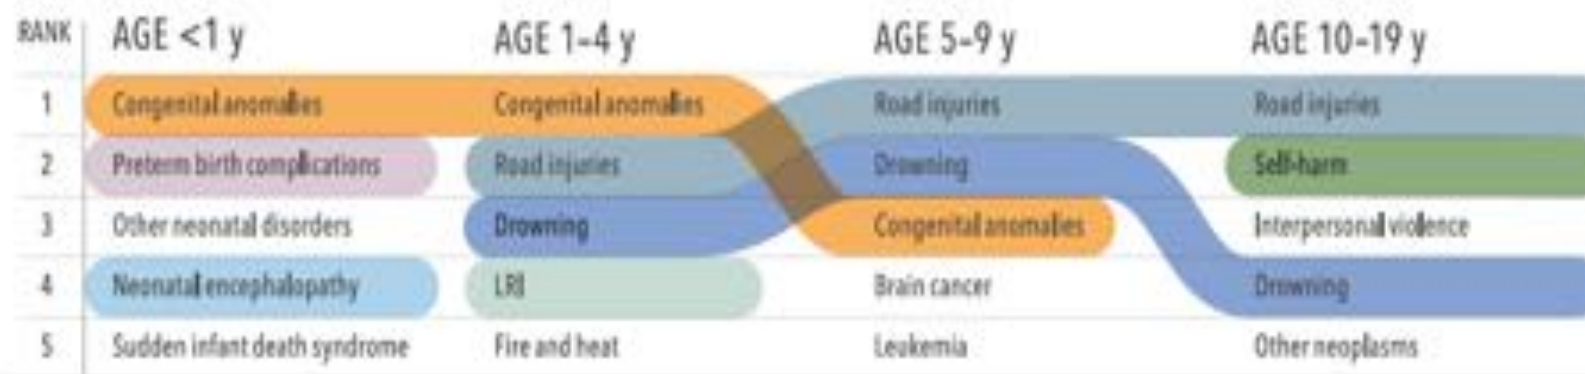 RANK AGE <1 y AGE 1–4 y AGE 5–9 y AGE 10–19 y
1 Congenital anomalies Congenital anomalies Road injuries Road injuries
2 Preterm birth complications Road injuries Drowning Self-harm
3 Other neonatal disorders Drowning Congenital anomalies Interpersonal violence
4 Neonatal encephalopathy LRI Brain cancer Drowning
5 Sudden infant death syndrome Fire and heat Leukemia Other neoplasms